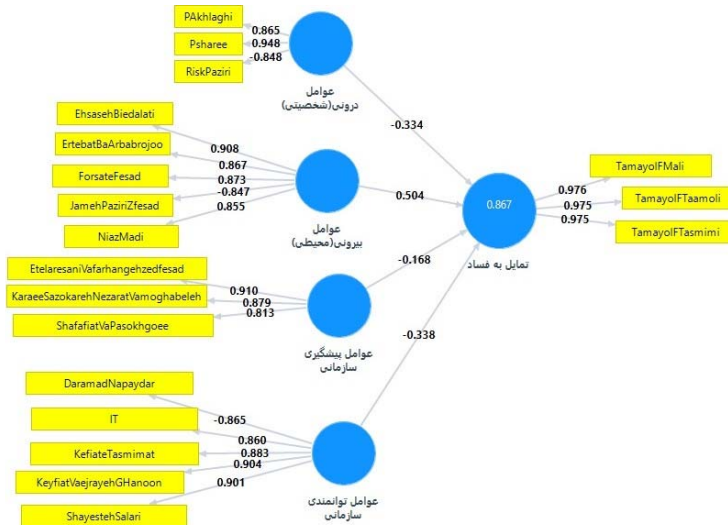 PAkhlaghi
Psharee
RiskPaziri
0.865
0.948
-0.848
عوامل
درونی(شخصیتی)
-0.334
EhsasehBiedalati
ErtebatBaArbabrojoo
ForsateFesad
JamehPaziriZfesad
NiazMadi
0.908
0.867
0.873
-0.847
0.855
عوامل
بیرونی(محیطی)
0.504
EtelaresaniVafarhangehzedfesad
KaraeeSazokarehNezaratVamoghabeleh
ShafafiatVaPasokhgoee
0.910
0.879
0.813
عوامل پیشگیری
سازمانی
-0.168
DaramadNapaydar
IT
KefiateTasmimat
KeyfiatVaejrayehGHanoon
ShayestehSalari
-0.865
0.860
0.883
0.904
0.901
عوامل توانمندی
سازمانی
-0.338
0.867
تمایل به فساد
0.976
0.975
0.975
TamayolFMali
TamayolFTaamoli
TamayolFTasmimi